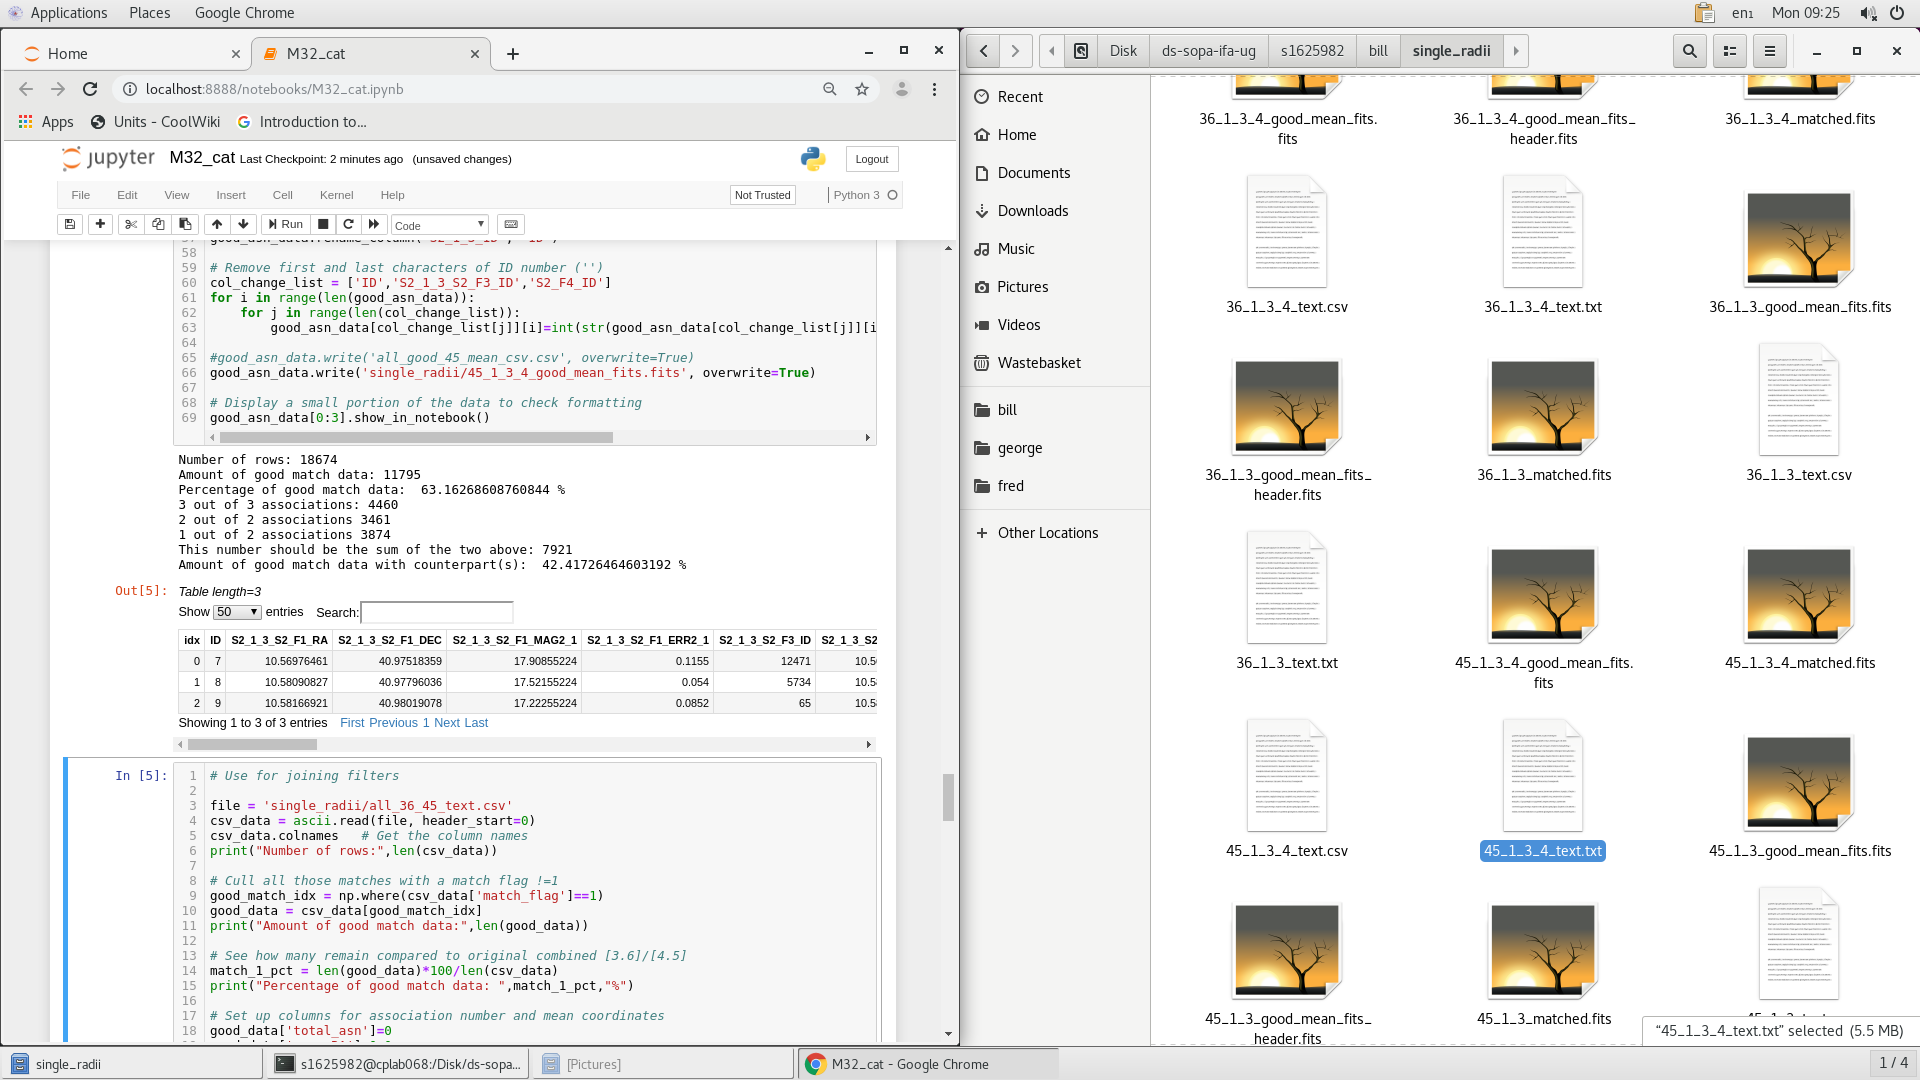 Applications Places Google Chrome
en1 Mon 09:25
Home
M32_cat
localhost:8888/notebooks/M32_cat.ipynb
Apps Units - CoolWiki Introduction to...
jupyter M32_cat Last Checkpoint: 2 minutes ago (unsaved changes)
Logout
File Edit View Insert Cell Kernel Help
Not Trusted Python 3
Run Code
58
59 # Remove first and last characters of ID number ('')
60 col_change_list = ['ID','S2_1_3_S2_F3_ID','S2_F4_ID']
61 for i in range(len(good_asn_data)):
62 for j in range(len(col_change_list)):
63 good_asn_data[col_change_list[j]][i]=int(str(good_asn_data[col_change_list[j]][i
64
65 #good_asn_data.write('all_good_45_mean_csv.csv', overwrite=True)
66 good_asn_data.write('single_radii/45_1_3_4_good_mean_fits.fits', overwrite=True)
67
68 # Display a small portion of the data to check formatting
69 good_asn_data[0:3].show_in_notebook()
Number of rows: 18674
Amount of good match data: 11795
Percentage of good match data: 63.16268608760844 %
3 out of 3 associations: 4460
2 out of 2 associations 3461
1 out of 2 associations 3874
This number should be the sum of the two above: 7921
Amount of good match data with counterpart(s): 42.41726464603192 %
Out[5]: Table length=3
Show 50 entries Search:
idx ID S2_1_3_S2_F1_RA S2_1_3_S2_F1_DEC S2_1_3_S2_F1_MAG2_1 S2_1_3_S2_F1_ERR2_1 S2_1_3_S2_F3_ID S2_1_3_S2
0 7 10.56976461 40.97518359 17.90855224 0.1155 12471 10.5
1 8 10.58090827 40.97796036 17.52155224 0.054 5734 10.5
2 9 10.58166921 40.98019078 17.22255224 0.0852 65 10.5
Showing 1 to 3 of 3 entries First Previous 1 Next Last
In [5]:
1 # Use for joining filters
2
3 file = 'single_radii/all_36_45_text.csv'
4 csv_data = ascii.read(file, header_start=0)
5 csv_data.colnames # Get the column names
6 print("Number of rows:",len(csv_data))
7
8 # Cull all those matches with a match flag !=1
9 good_match_idx = np.where(csv_data['match_flag']==1)
10 good_data = csv_data[good_match_idx]
11 print("Amount of good match data:",len(good_data))
12
13 # See how many remain compared to original combined [3.6]/[4.5]
14 match_1_pct = len(good_data)*100/len(csv_data)
15 print("Percentage of good match data: ",match_1_pct,"%")
16
17 # Set up columns for association number and mean coordinates
18 good_data['total_asn']=0
Disk ds-sopa-ifa-ug s1625982 bill single_radii
Recent
Home
Documents
Downloads
Music
Pictures
Videos
Wastebasket
bill
george
fred
Other Locations
36_1_3_4_good_mean_fits.
fits
36_1_3_4_good_mean_fits_
header.fits
36_1_3_4_matched.fits
36_1_3_4_text.csv
36_1_3_4_text.txt
36_1_3_good_mean_fits.fits
36_1_3_good_mean_fits_
header.fits
36_1_3_matched.fits
36_1_3_text.csv
36_1_3_text.txt
45_1_3_4_good_mean_fits.
fits
45_1_3_4_matched.fits
45_1_3_4_text.csv
45_1_3_4_text.txt
45_1_3_good_mean_fits.fits
45_1_3_good_mean_fits_
header.fits
45_1_3_matched.fits
“45_1_3_4_text.txt” selected (5.5 MB)
single_radii
s1625982@cplab068:/Disk/ds-sopa...
[Pictures]
M32_cat - Google Chrome
1 / 4